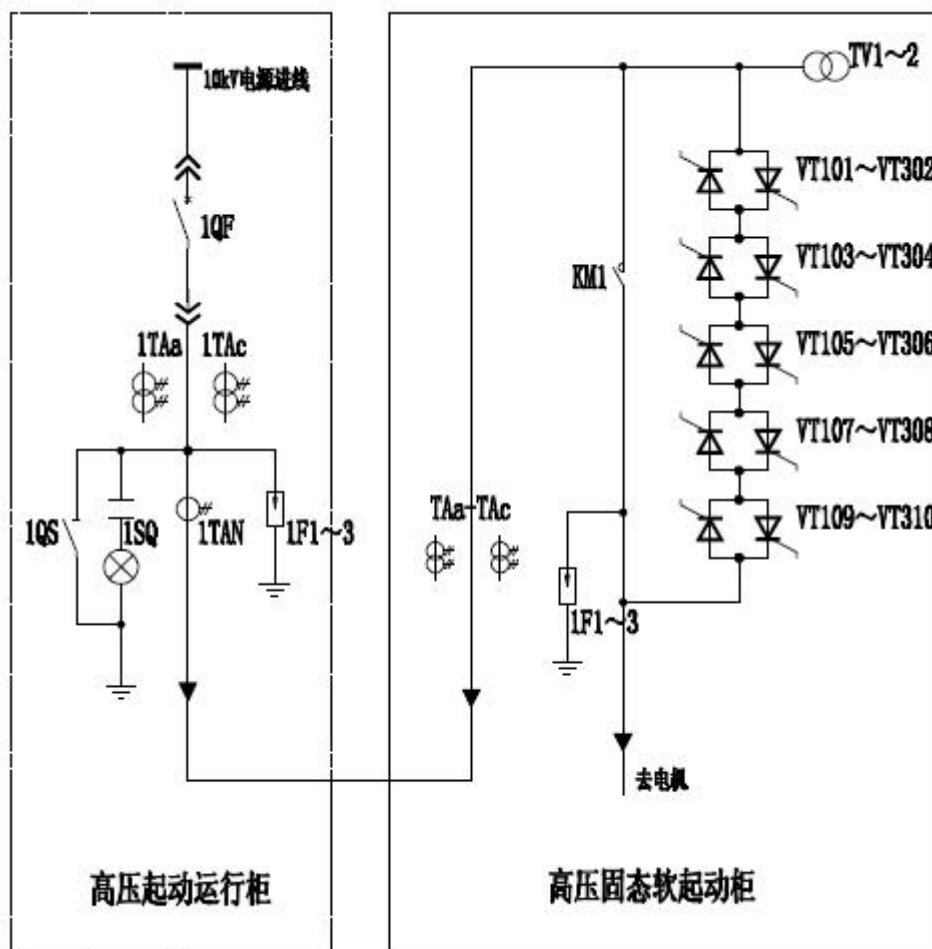 10kV电源进线
1QF
1TAa 1TAc
1QS
1SQ
1TAN
1F1～3
高压起动运行柜
TV1～2
VT101～VT302
VT103～VT304
KM1
VT105～VT306
VT107～VT308
TAa-TAc
VT109～VT310
1F1～3
去电机
高压固态软起动柜